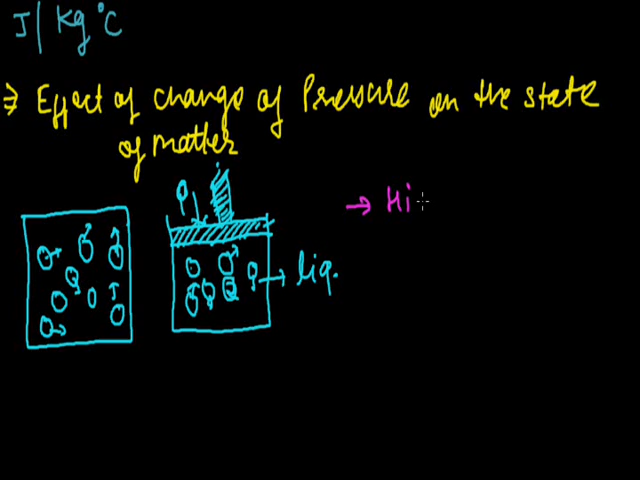 J/Kg°C
⇒ Effect of change of Pressure on the state
of matter
P
→ Hi
→ liq.